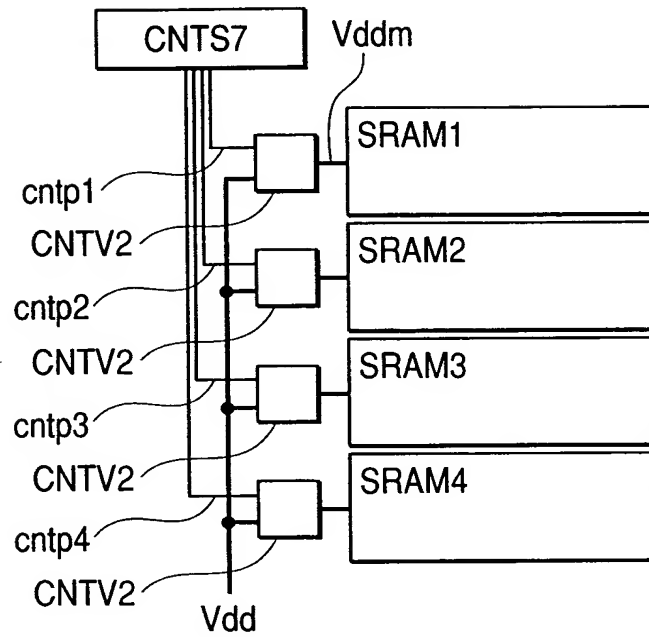 CNTS7
Vddm
SRAM1
cntp1
CNTV2
SRAM2
cntp2
CNTV2
SRAM3
cntp3
CNTV2
SRAM4
cntp4
CNTV2
Vdd